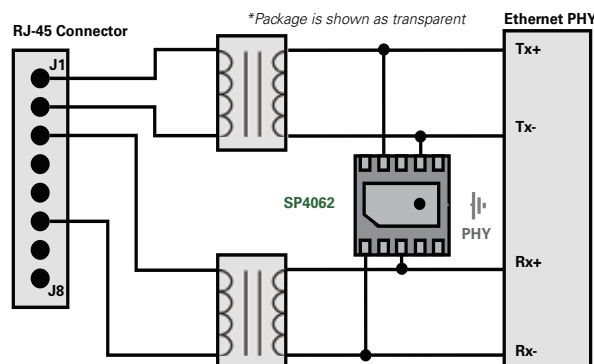 *Package is shown as transparent
Ethernet PHY
RJ-45 Connector
J1
Tx+
Tx-
SP4062
PHY
Rx+
J8
Rx-